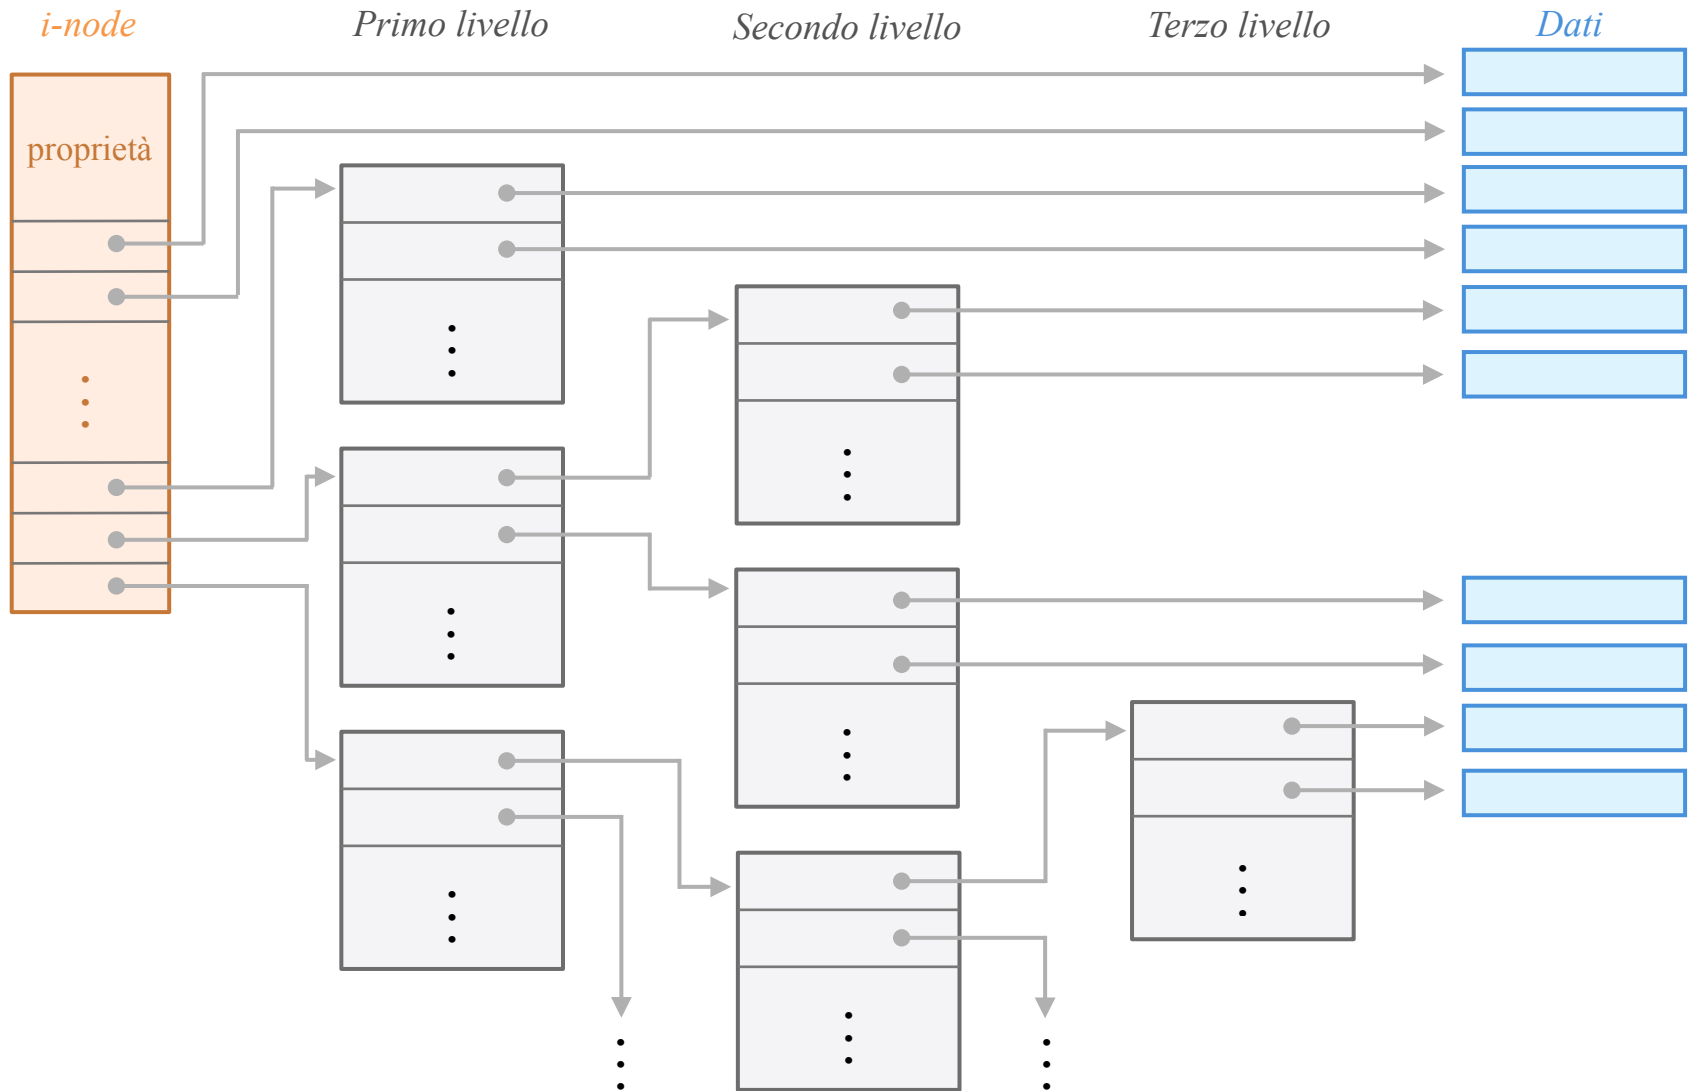 i-node
Primo livello
Secondo livello
Terzo livello
Dati
proprietà